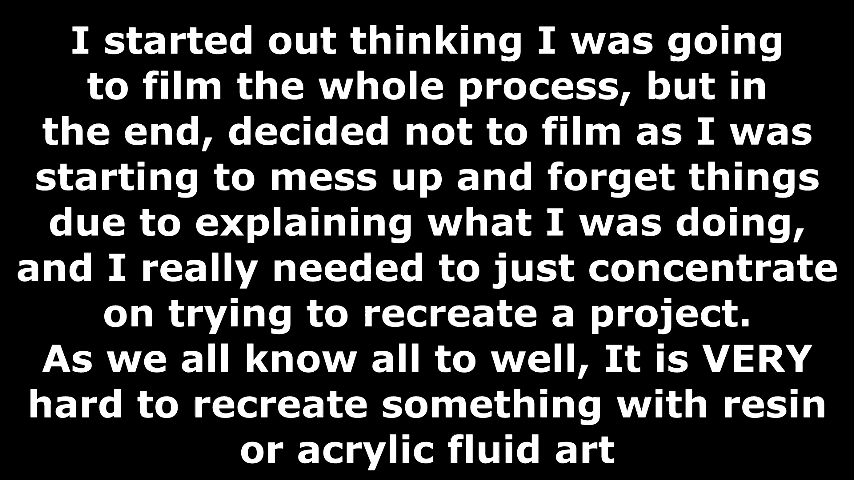 I started out thinking I was going
to film the whole process, but in
the end, decided not to film as I was
starting to mess up and forget things
due to explaining what I was doing,
and I really needed to just concentrate
on trying to recreate a project.
As we all know all to well, It is VERY
hard to recreate something with resin
or acrylic fluid art